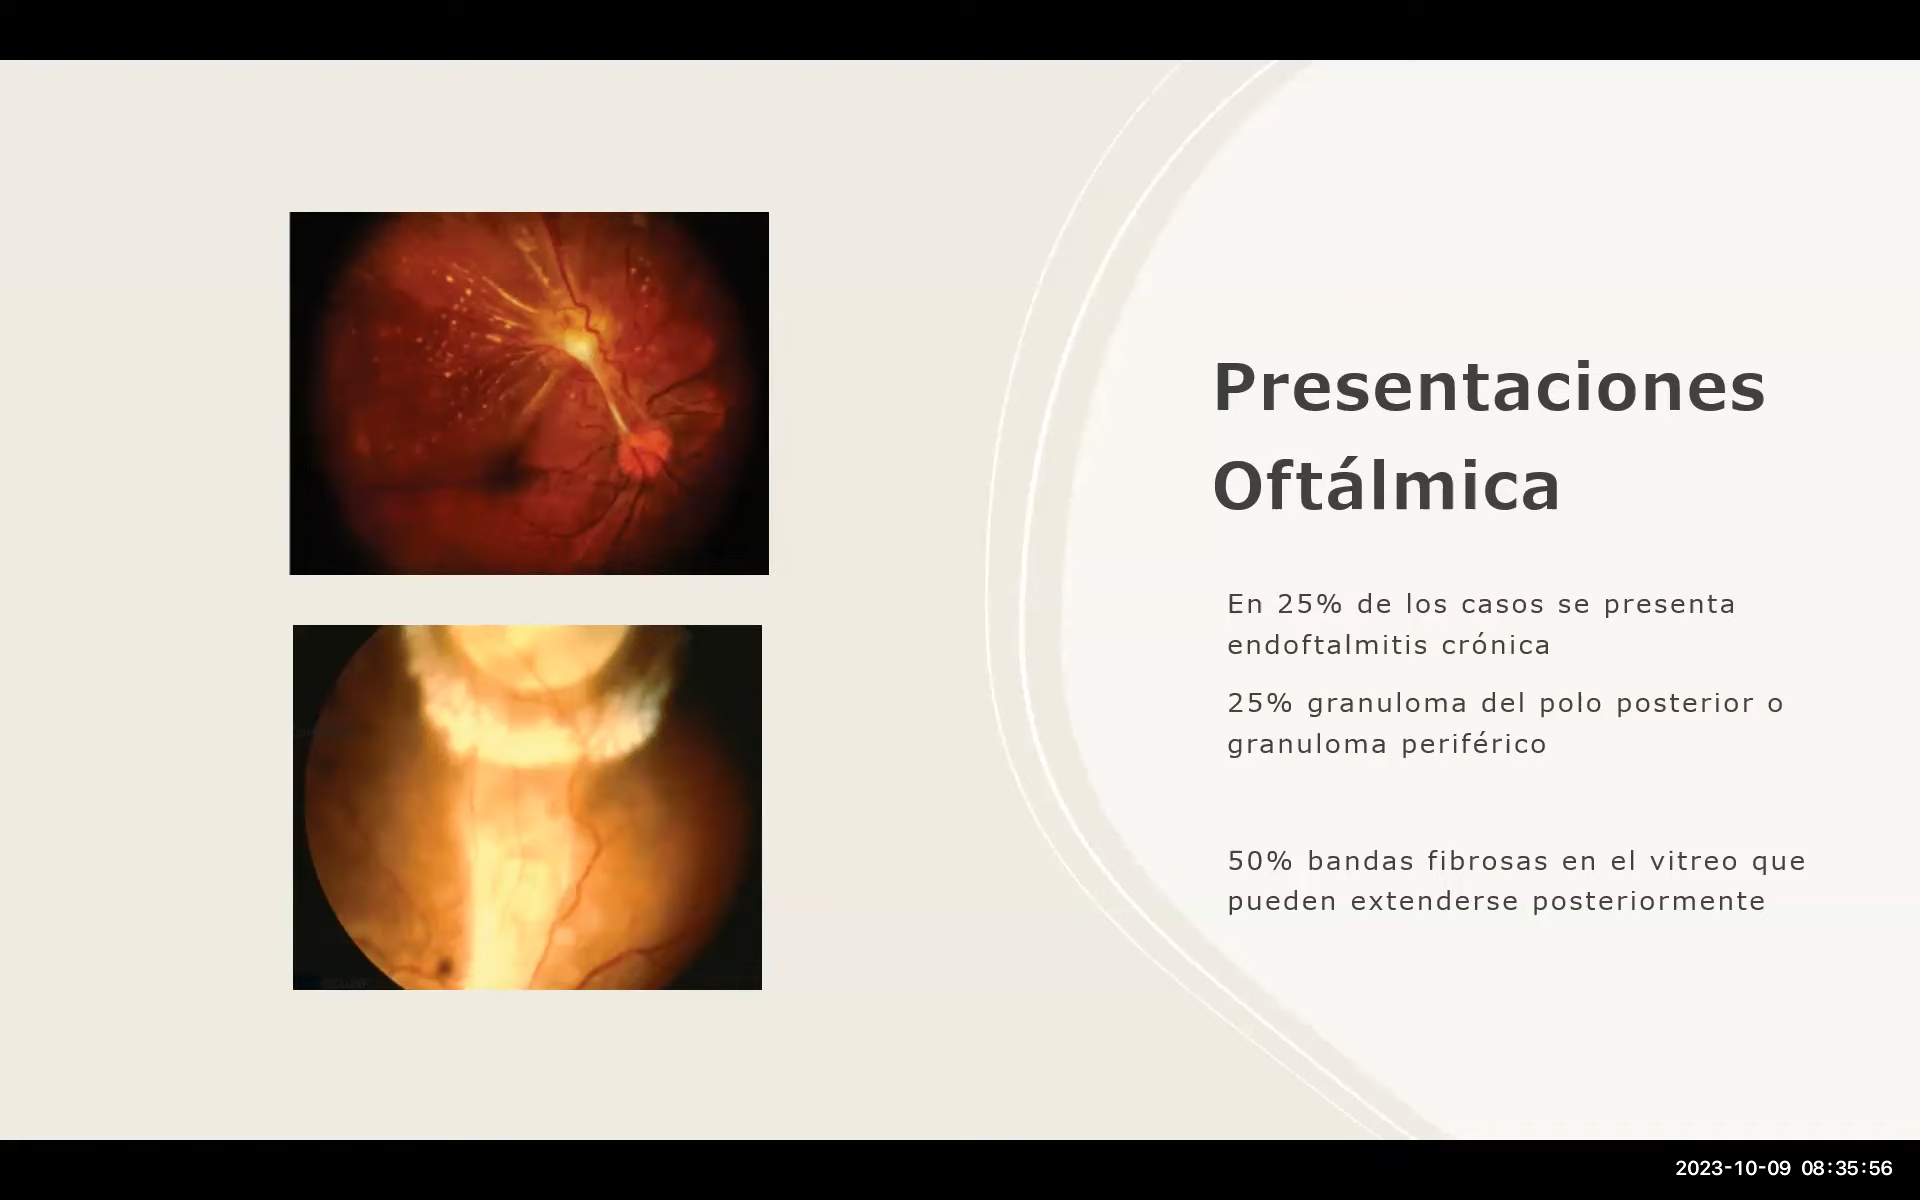 Presentaciones
Oftálmica
En 25% de los casos se presenta
endoftalmitis crónica
25% granuloma del polo posterior o
granuloma periférico
50% bandas fibrosas en el vitreo que
pueden extenderse posteriormente
2023-10-09 08:35:56